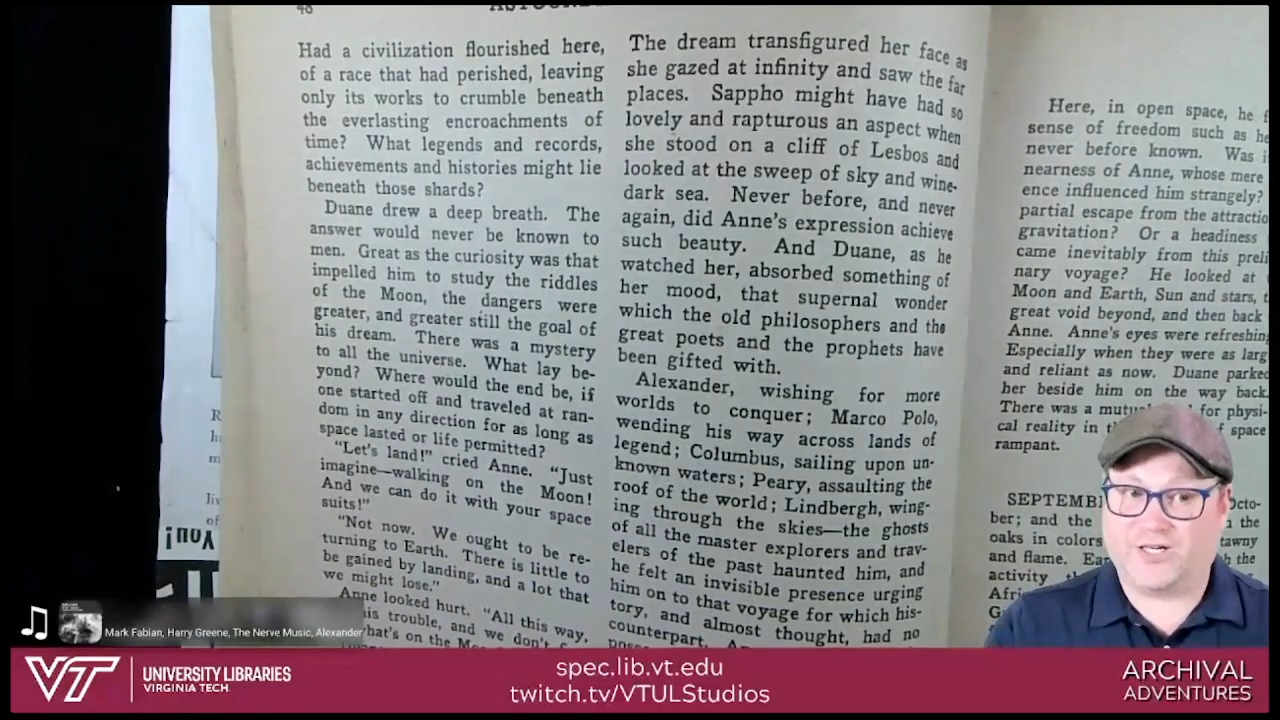 48
Had a civilization flourished here,
of a race that had perished, leaving
only its works to crumble beneath
the everlasting encroachments of
time? What legends and records,
achievements and histories might lie
beneath those shards?
Duane drew a deep breath. The
answer would never be known to
men. Great as the curiosity was that
impelled him to study the riddles
of the Moon, the dangers were
greater, and greater still the goal of
his dream. There was a mystery
to all the universe. What lay be-
yond? Where would the end be, if
one started off and traveled at ran-
dom in any direction for as long as
space lasted or life permitted?
"Let's land!" cried Anne. "Just
imagine—walking on the Moon!
And we can do it with your space
suits!"
"Not now. We ought to be re-
turning to Earth. There is little to
be gained by landing, and a lot that
we might lose."
Anne looked hurt. "All this way,
his trouble, and we don't
what's on the
The dream transfigured her face as
she gazed at infinity and saw the far
places. Sappho might have had so
lovely and rapturous an aspect when
she stood on a cliff of Lesbos and
looked at the sweep of sky and wine-
dark sea. Never before, and never
again, did Anne's expression achieve
such beauty. And Duane, as he
watched her, absorbed something of
her mood, that supernal wonder
which the old philosophers and the
great poets and the prophets have
been gifted with.
Alexander, wishing for more
worlds to conquer; Marco Polo,
wending his way across lands of
legend; Columbus, sailing upon un-
known waters; Peary, assaulting the
roof of the world; Lindbergh, wing-
ing through the skies—the ghosts
of all the master explorers and trav-
elers of the past haunted him, and
he felt an invisible presence urging
him on to that voyage for which his-
tory, and almost thought, had no
counterpart.
Here, in open space, he
sense of freedom such as he
never before known. Was
nearness of Anne, whose mere
ence influenced him strangely?
partial escape from the attractio
gravitation? Or a headiness
came inevitably from this preli
nary voyage? He looked at
Moon and Earth, Sun and stars,
great void beyond, and then back
Anne. Anne's eyes were refreshing
Especially when they were as larg
and reliant as now. Duane parked
her beside him on the way back.
There was a for physi-
cal reality in space
rampant.
SEPTEMB Octo-
ber; and the the
oaks in colors tawny
and flame. the
activity
You!
Mark Fabian, Harry Greene, The Nerve Music, Alexander
VT UNIVERSITY LIBRARIES
VIRGINIA TECH.
spec.lib.vt.edu
twitch.tv/VTULStudios
ARCHIVAL
ADVENTURES